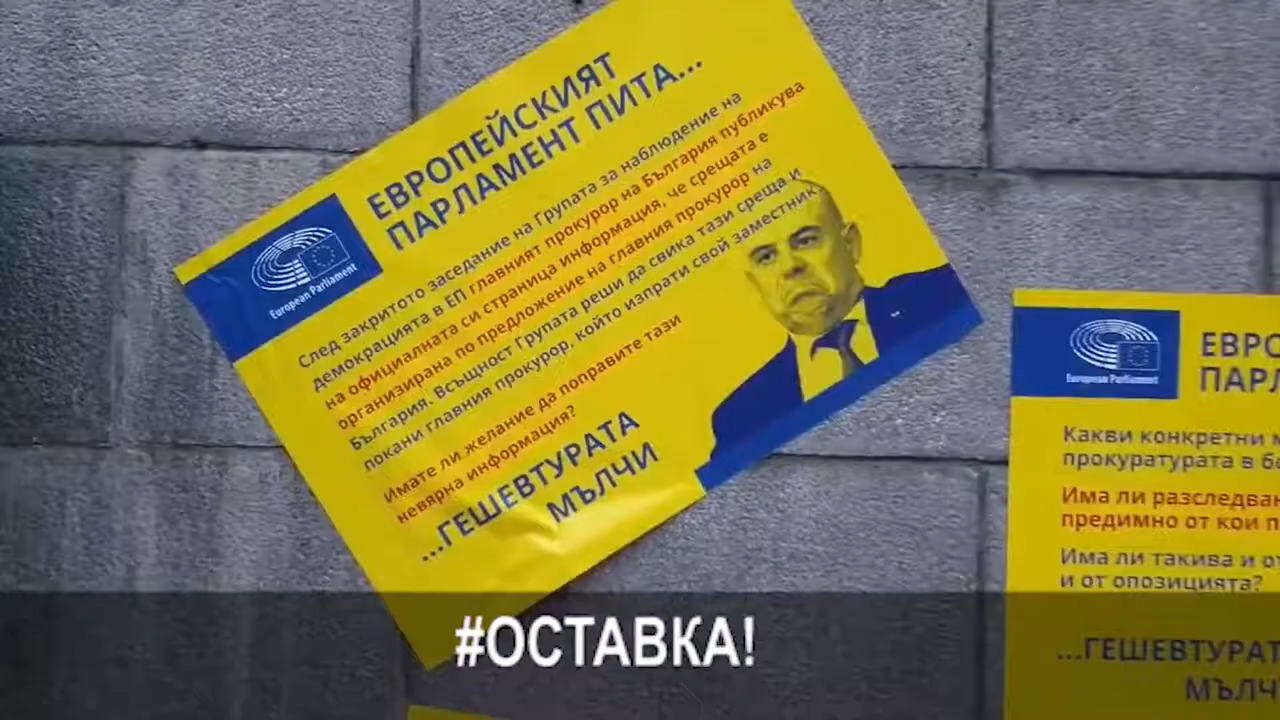 ЕВРОПЕЙСКИЯТ
ПАРЛАМЕНТ ПИТА...
European Parliament
След закритото заседание на Групата за наблюдение на
демокрацията в ЕП главният прокурор на България публикува
на официалната си страница информация, че срещата е
организирана по предложение на главния прокурор на
България. Всъщност Групата реши да свика тази среща и
покани главния прокурор, който изпрати свой заместник
Имате ли желание да поправите тази
невярна информация?
...ГЕШЕВТУРАТА
МЪЛЧИ
European Parliament
ЕВРО
ПАРЛ
Какви конкретни
прокуратурата в
Има ли разследван
предимно от кои п
Има ли такива и от
и от опозицията?
...ГЕШЕВТУРАТ
МЪЛЧ
#ОСТАВКА!